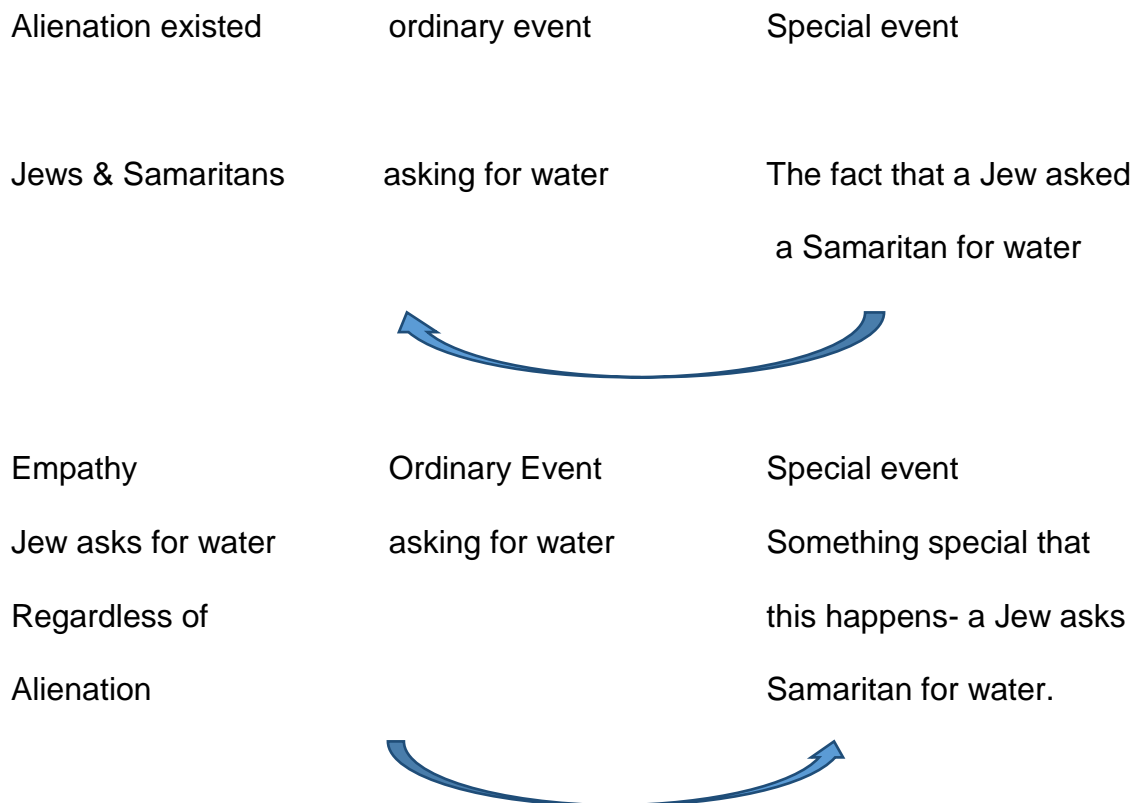 Alienation existed ordinary event Special event
Jews & Samaritans asking for water The fact that a Jew asked
a Samaritan for water
Empathy Ordinary Event Special event
Jew asks for water asking for water Something special that
Regardless of this happens- a Jew asks
Alienation Samaritan for water.